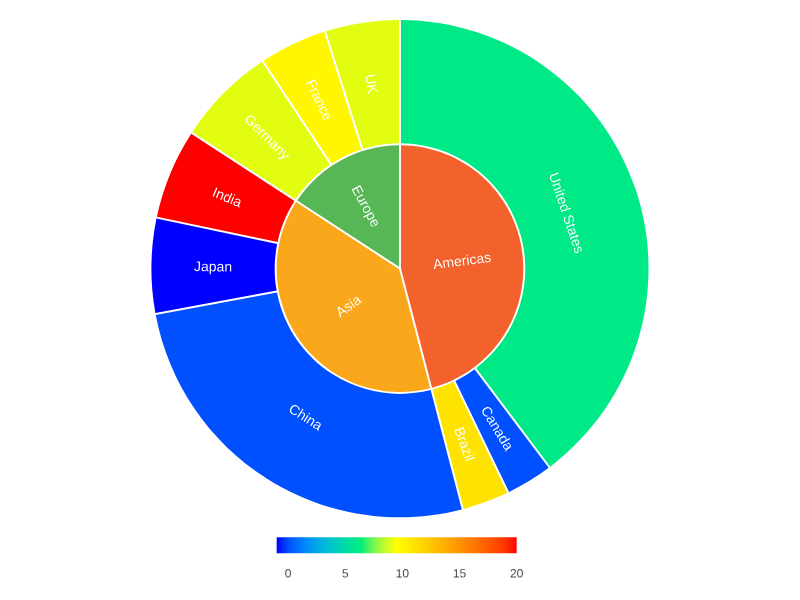 UK
France
Germany
Europe
United States
India
Americas
Japan
Asia
China
Canada
Brazil
0 5 10 15 20